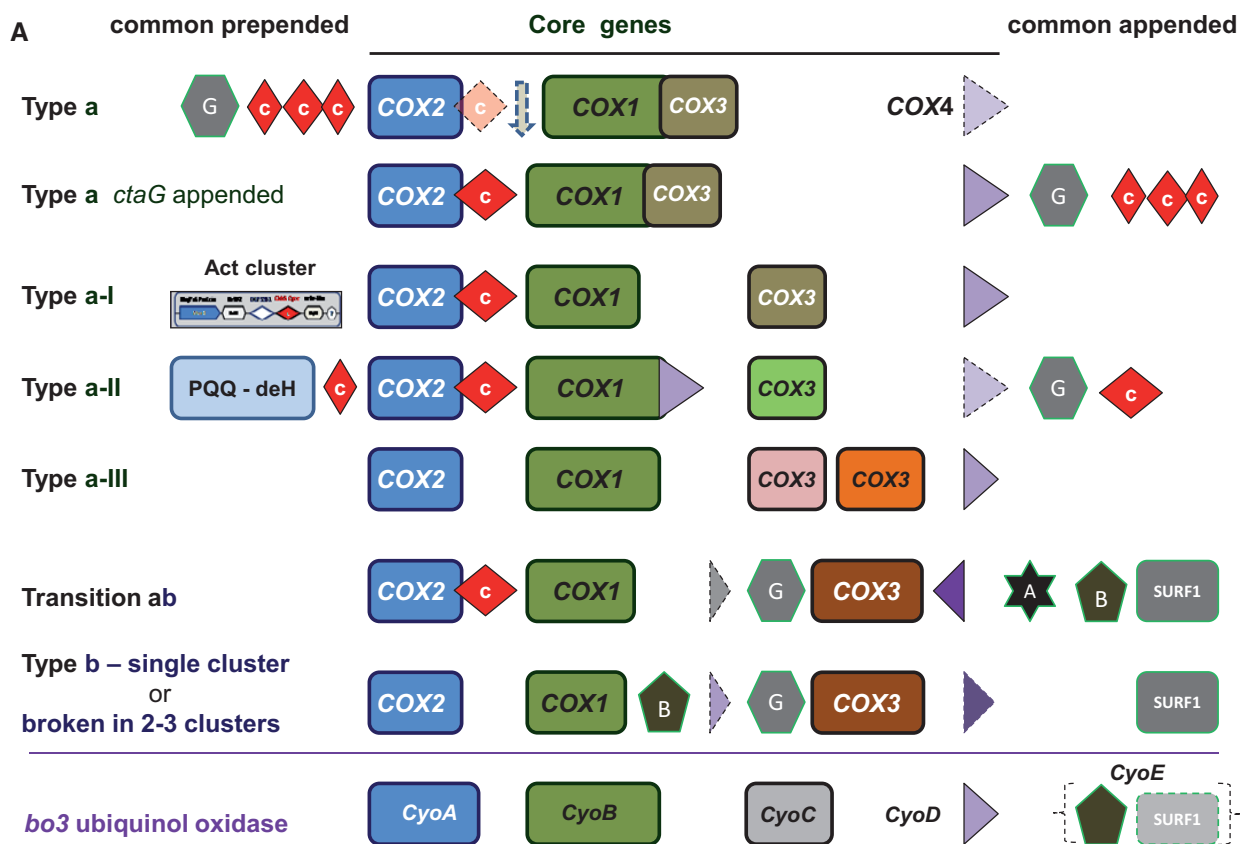 A
common prepended Core genes common appended
Type a G c c c COX2 c COX1 COX3 COX4
Type a ctaG appended COX2 c COX1 COX3 G c c c
Act cluster
Type a-I COX2 c COX1 COX3
Type a-II PQQ - deH c COX2 c COX1 COX3 G c
Type a-III COX2 COX1 COX3 COX3
Transition ab COX2 c COX1 G COX3 A B SURF1
Type b – single cluster
or
broken in 2-3 clusters
COX2 COX1 B G COX3 SURF1
CyoE
bo3 ubiquinol oxidase CyoA CyoB CyoC CyoD SURF1